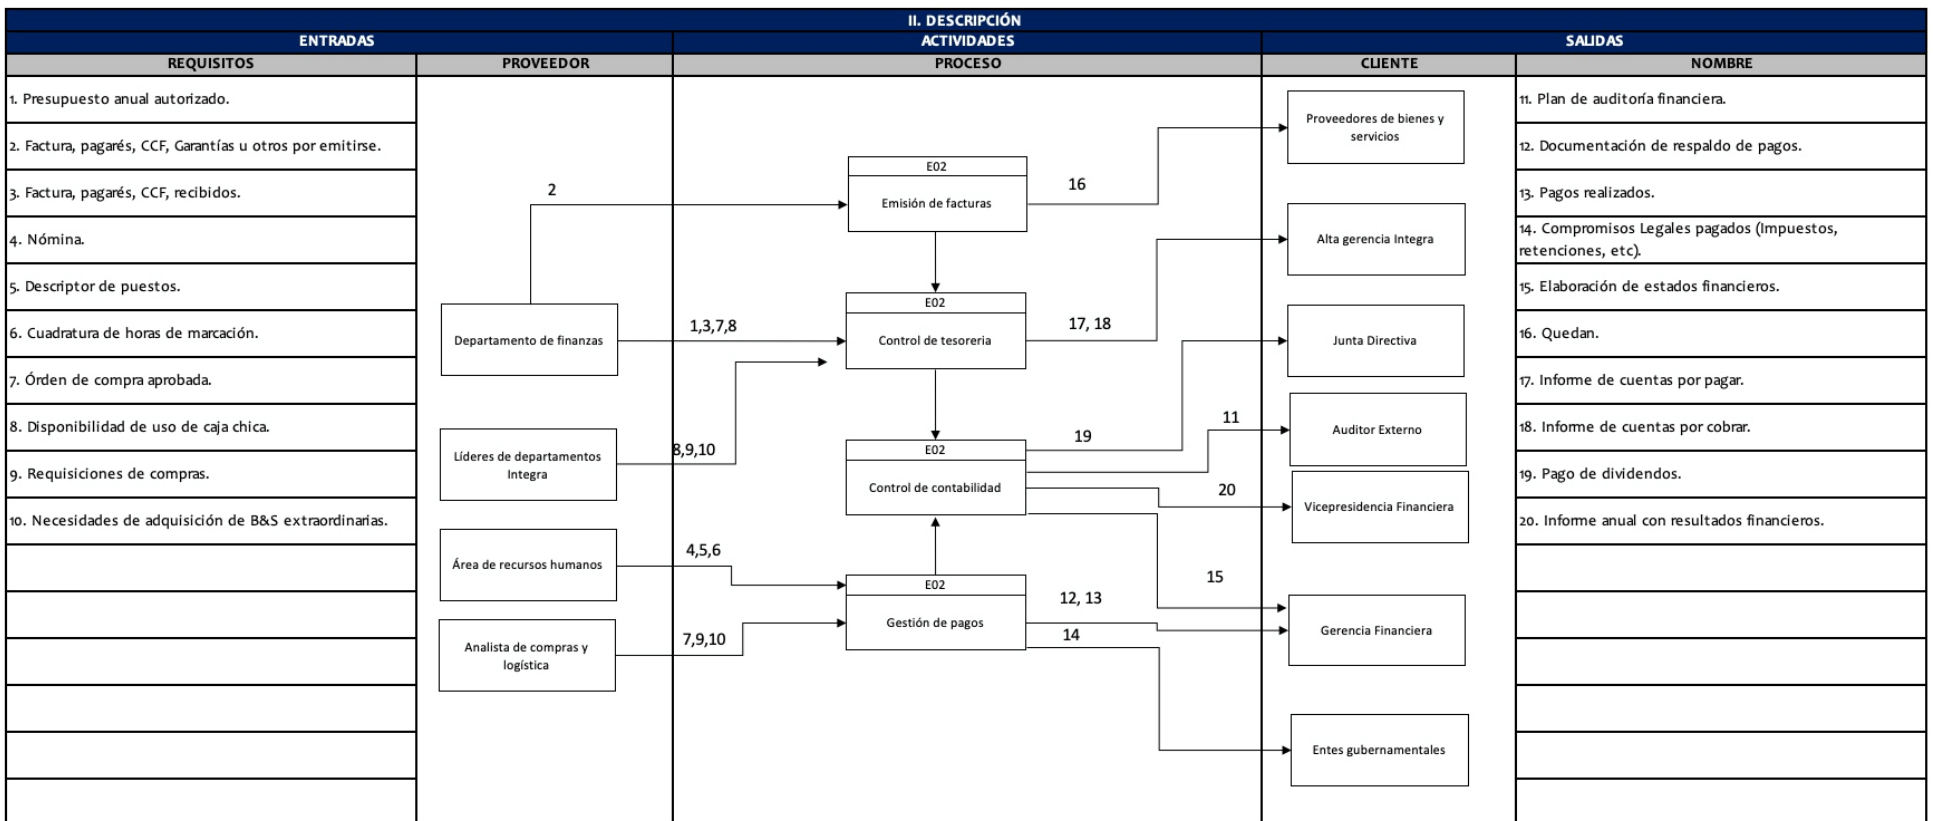 II. DESCRIPCIÓN
ENTRADAS
ACTIVIDADES
SALIDAS
REQUISITOS
PROVEEDOR
PROCESO
CLIENTE
NOMBRE
1. Presupuesto anual autorizado.
2. Factura, pagarés, CCF, Garantías u otros por emitirse.
3. Factura, pagarés, CCF, recibidos.
4. Nómina.
5. Descriptor de puestos.
6. Cuadratura de horas de marcación.
7. Órden de compra aprobada.
8. Disponibilidad de uso de caja chica.
9. Requisiciones de compras.
10. Necesidades de adquisición de B&S extraordinarias.
2
Departamento de finanzas
1,3,7,8
Líderes de departamentos
Integra
8,9,10
Área de recursos humanos
4,5,6
Analista de compras y
logística
7,9,10
E02
Emisión de facturas
16
E02
Control de tesoreria
17, 18
E02
Control de contabilidad
19
11
20
15
E02
Gestión de pagos
12, 13
14
Proveedores de bienes y
servicios
Alta gerencia Integra
Junta Directiva
Auditor Externo
Vicepresidencia Financiera
Gerencia Financiera
Entes gubernamentales
11. Plan de auditoría financiera.
12. Documentación de respaldo de pagos.
13. Pagos realizados.
14. Compromisos Legales pagados (Impuestos,
retenciones, etc).
15. Elaboración de estados financieros.
16. Quedan.
17. Informe de cuentas por pagar.
18. Informe de cuentas por cobrar.
19. Pago de dividendos.
20. Informe anual con resultados financieros.